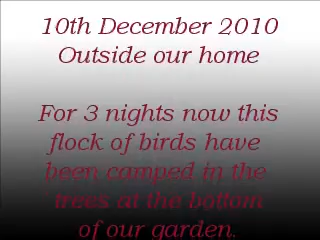 10th December 2010
Outside our home
For 3 nights now this
flock of birds have
been camped in the
trees at the bottom
of our garden.